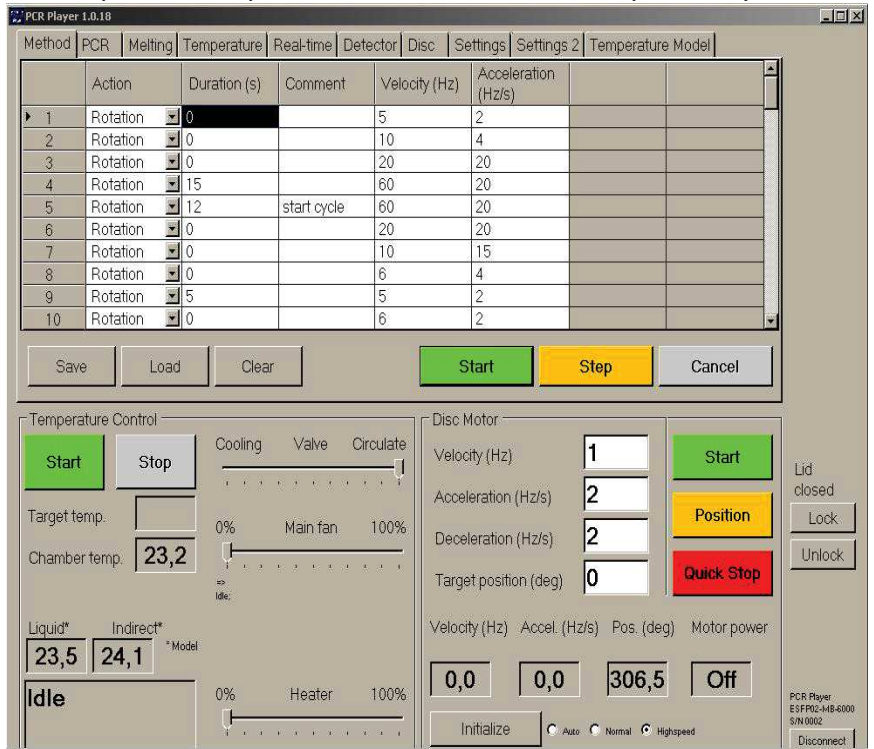 PCR Player 1.0.18
Method PCR Melting Temperature Real-time Detector Disc Settings Settings 2 Temperature Model
Action Duration (s) Comment Velocity (Hz) Acceleration (Hz/s)
1 Rotation 0 5 2
2 Rotation 0 10 4
3 Rotation 0 20 20
4 Rotation 15 60 20
5 Rotation 12 start cycle 60 20
6 Rotation 0 20 20
7 Rotation 0 10 15
8 Rotation 0 6 4
9 Rotation 5 5 2
10 Rotation 0 6 2
Save Load Clear Start Step Cancel
Temperature Control
Start Stop
Cooling Valve Circulate
Target temp.
0% Main fan 100%
Chamber temp. 23,2
=>
Idle;
Liquid* Indirect*
23,5 24,1 *Model
Idle
0% Heater 100%
Disc Motor
Velocity (Hz) 1 Start
Acceleration (Hz/s) 2
Position
Deceleration (Hz/s) 2
Target position (deg) 0 Quick Stop
Velocity (Hz) Accel. (Hz/s) Pos. (deg) Motor power
0,0 0,0 306,5 Off
Initialize Auto Normal Highspeed
Lid
closed
Lock
Unlock
PCR Player
ESFP02-MB-6000
S/N 0002
Disconnect